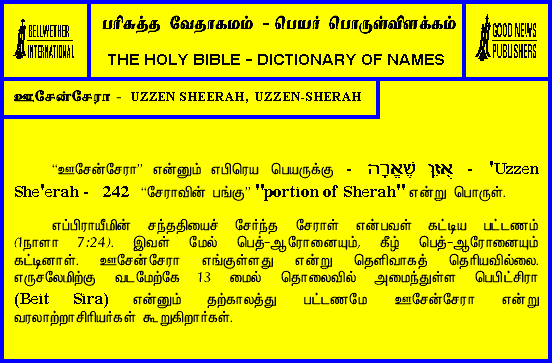 BELLWETHER
INTERNATIONAL
பரிசுத்த வேதாகமம் - பெயர் பொருள்விளக்கம்
THE HOLY BIBLE - DICTIONARY OF NAMES
GOOD NEWS
PUBLISHERS
ஊசேன்சேரா - UZZEN SHEERAH, UZZEN-SHERAH
“ஊசேன்சேரா” என்னும் எபிரெய பெயருக்கு - אֻזֵּן שֶׁאֱרָה - 'Uzzen
She'erah - 242 “சேராவின் பங்கு” "portion of Sherah" என்று பொருள்.
எப்பிராயீமின் சந்ததியைச் சேர்ந்த சேராள் என்பவள் கட்டிய பட்டணம்
(1நாளா 7:24). இவள் மேல் பெத்-ஆரோனையும், கீழ் பெத்-ஆரோனையும்
கட்டினாள். ஊசேன்சேரா எங்குள்ளது என்று தெளிவாகத் தெரியவில்லை.
எருசலேமிற்கு வடமேற்கே 13 மைல் தொலைவில் அமைந்துள்ள பெயிட்சிரா
(Beit Sira) என்னும் தற்காலத்து பட்டணமே ஊசேன்சேரா என்று
வரலாற்றாசிரியர்கள் கூறுகிறார்கள்.